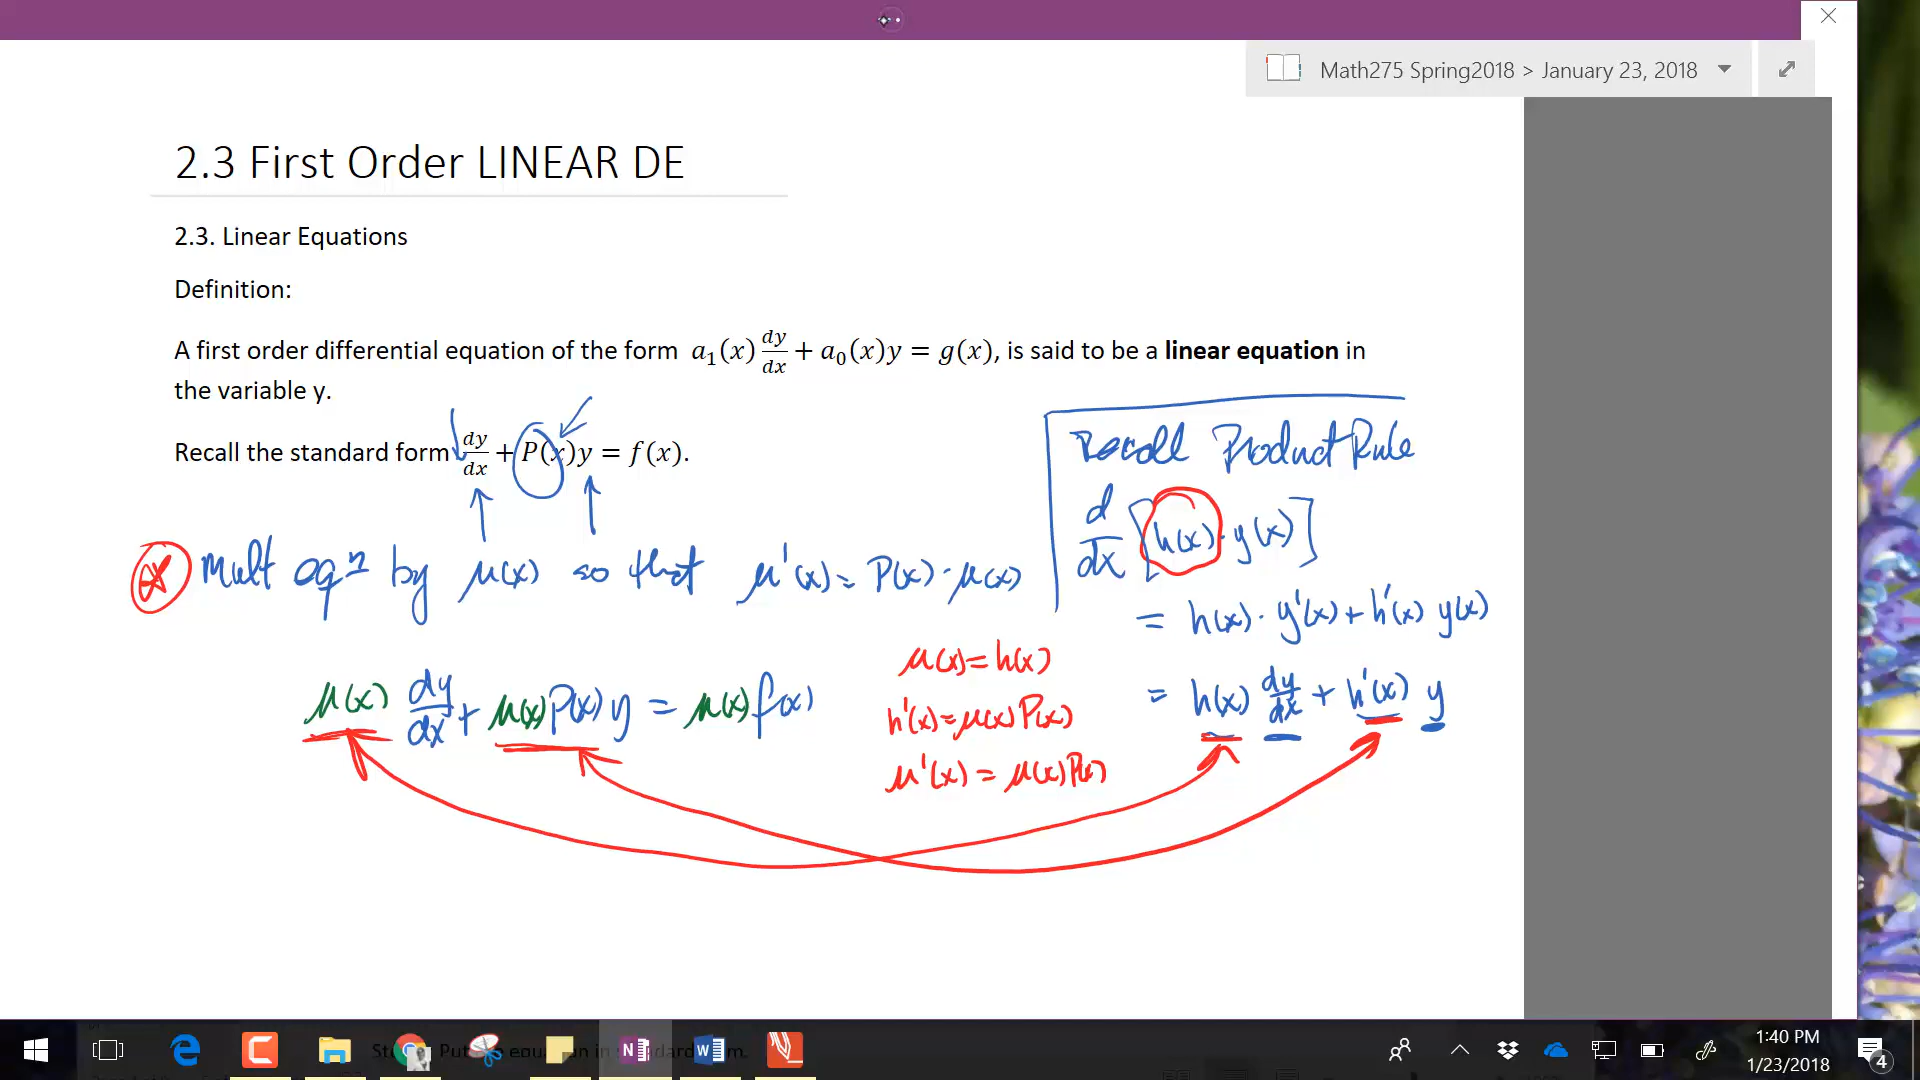 Math275 Spring2018 > January 23, 2018
2.3 First Order LINEAR DE
2.3. Linear Equations
Definition:
A first order differential equation of the form a₁(x) dy/dx + a₀(x)y = g(x), is said to be a linear equation in
the variable y.
Recall the standard form dy/dx + P(x)y = f(x).
Recall Product Rule
d/dx [h(x) · y(x)]
= h(x) · y'(x) + h'(x) y(x)
= h(x) dy/dx + h'(x) y
Mult eqn by μ(x) so that μ'(x) = P(x) · μ(x)
μ(x) dy/dx + μ(x) P(x) y = μ(x) f(x)
μ(x) = h(x)
h'(x) = μ(x) P(x)
μ'(x) = μ(x) P(x)
1:40 PM
1/23/2018
4